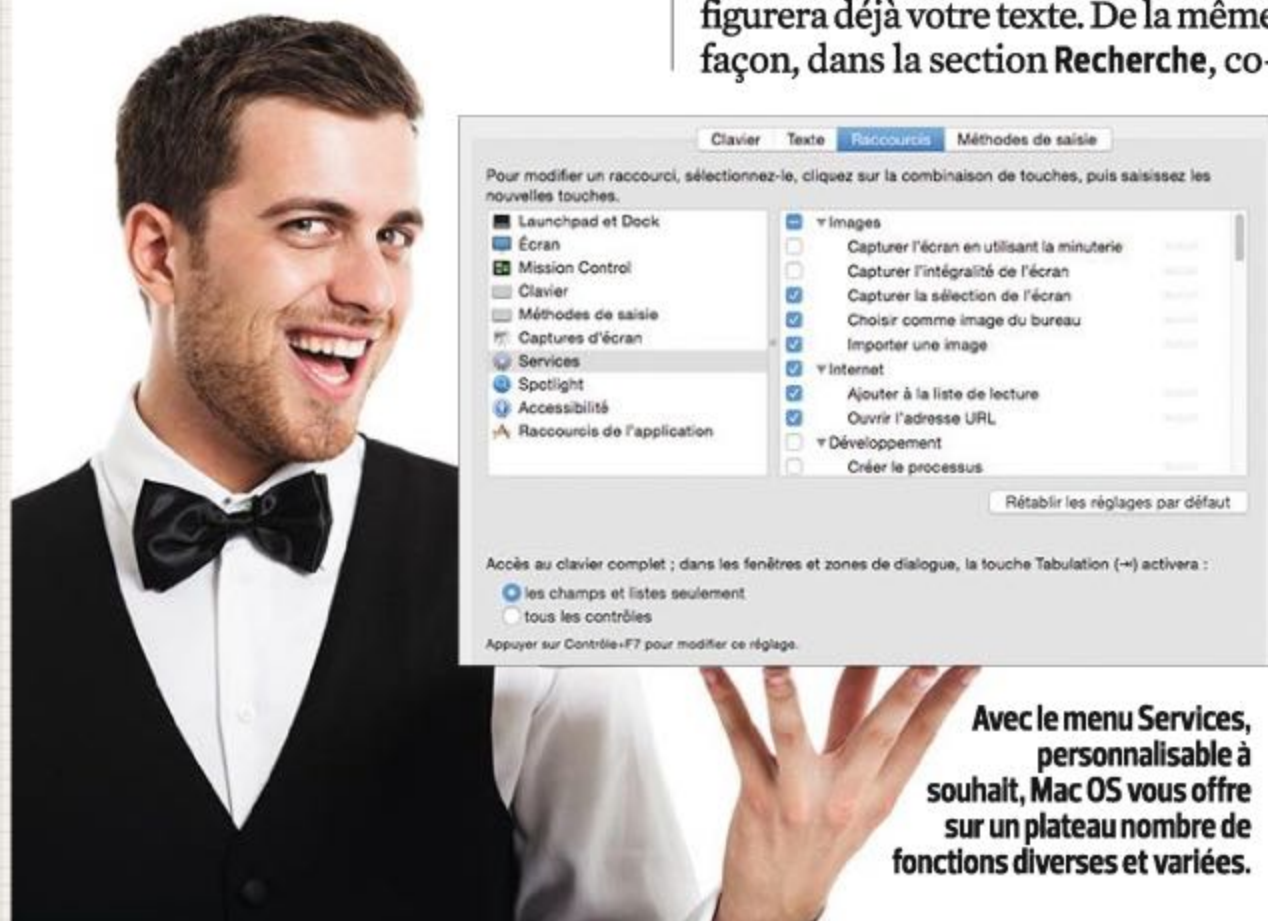 figurera déjà votre texte. De la même
façon, dans la section Recherche, co-
Clavier Texte Raccourcis Méthodes de saisie
Pour modifier un raccourci, sélectionnez-le, cliquez sur la combinaison de touches, puis saisissez les
nouvelles touches.
Launchpad et Dock
Écran
Mission Control
Clavier
Méthodes de saisie
Captures d'écran
Services
Spotlight
Accessibilité
Raccourcis de l'application
Images
Capturer l'écran en utilisant la minuterie
Capturer l'intégralité de l'écran
Capturer la sélection de l'écran
Choisir comme image du bureau
Importer une image
Internet
Ajouter à la liste de lecture
Ouvrir l'adresse URL
Développement
Créer le processus
Rétablir les réglages par défaut
Accès au clavier complet ; dans les fenêtres et zones de dialogue, la touche Tabulation (⇥) activera :
les champs et listes seulement
tous les contrôles
Appuyer sur Contrôle+F7 pour modifier ce réglage.
Avec le menu Services,
personnalisable à
souhait, Mac OS vous offre
sur un plateau nombre de
fonctions diverses et variées.